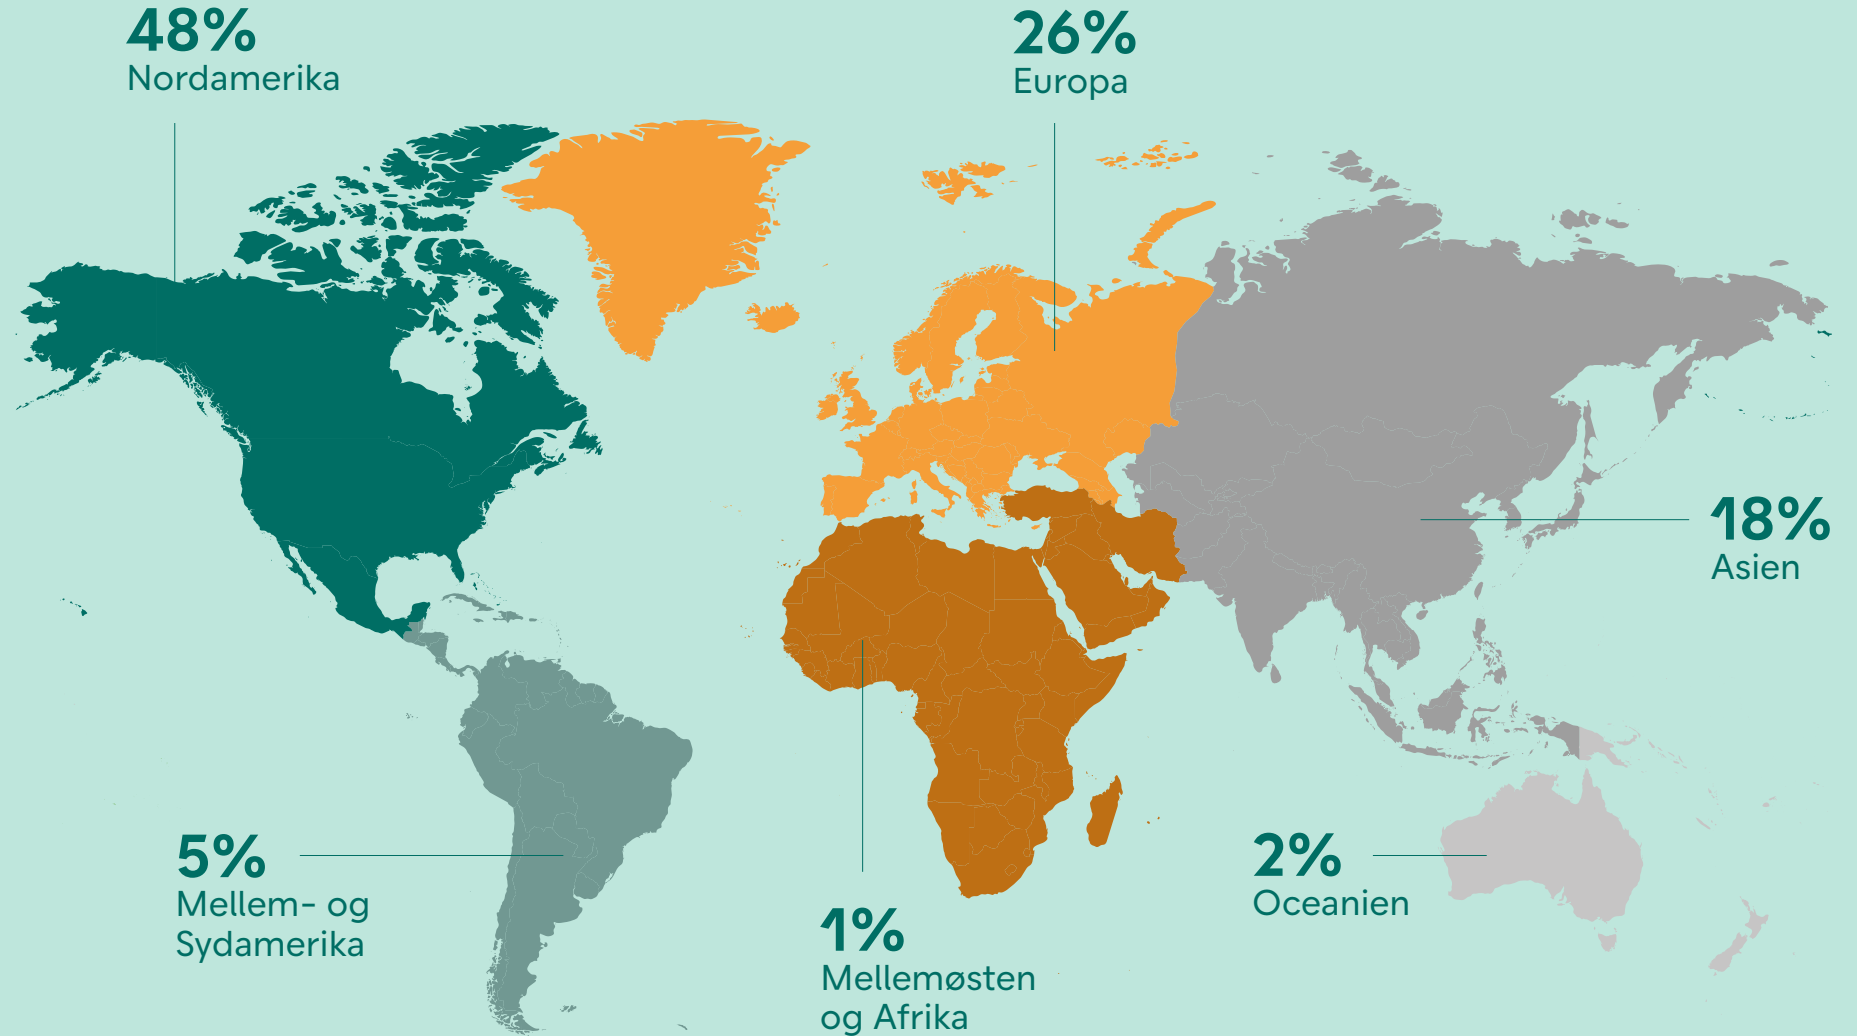 48%
Nordamerika
26%
Europa
18%
Asien
5%
Mellem- og
Sydamerika
2%
Oceanien
1%
Mellemøsten
og Afrika